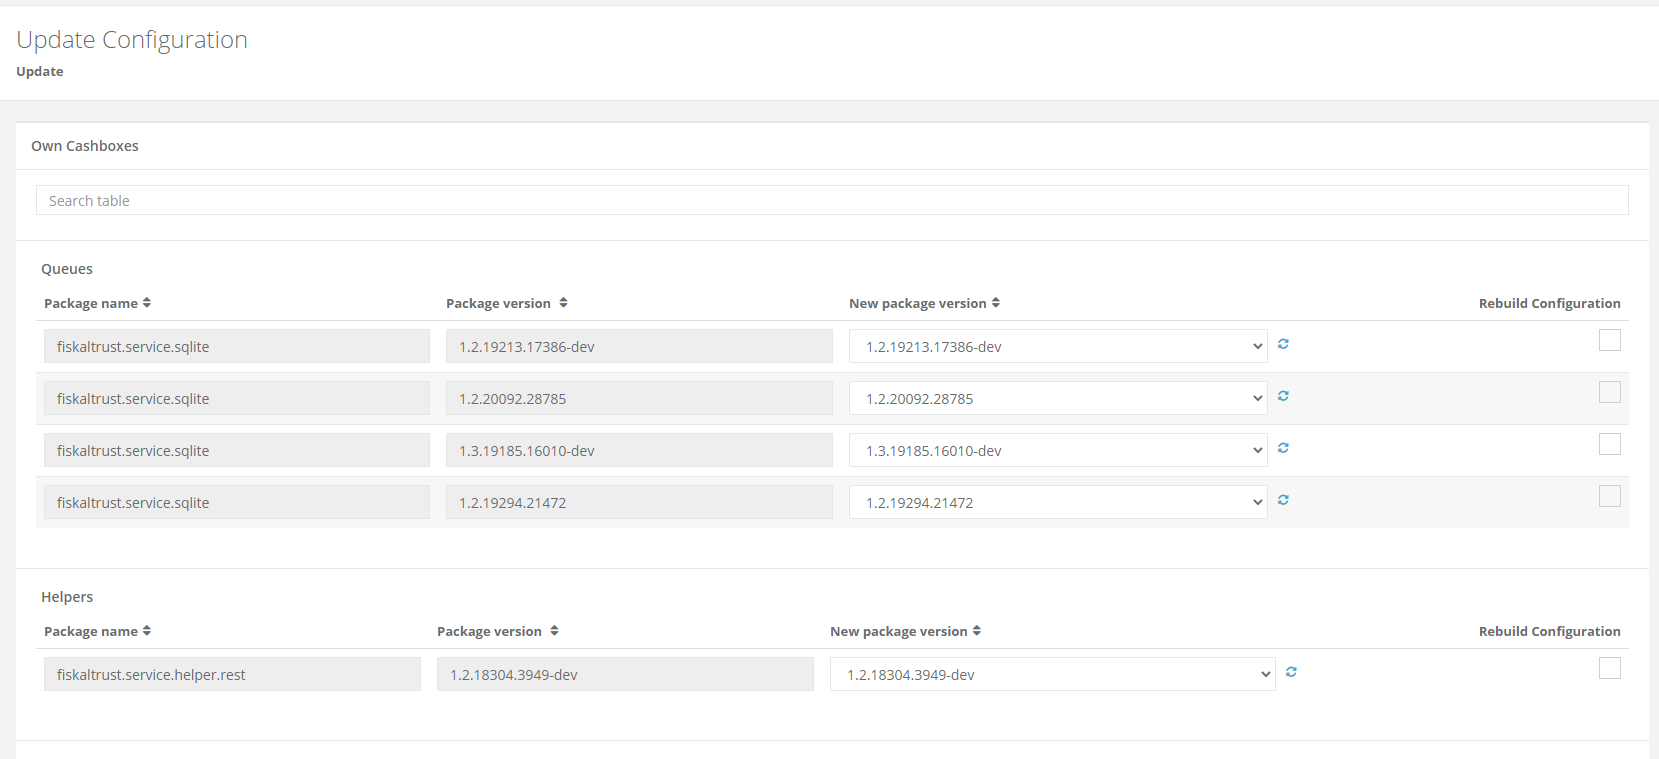 Update Configuration
Update
Own Cashboxes
Search table
Queues
Package name Package version New package version Rebuild Configuration
fiskaltrust.service.sqlite 1.2.19213.17386-dev 1.2.19213.17386-dev
fiskaltrust.service.sqlite 1.2.20092.28785 1.2.20092.28785
fiskaltrust.service.sqlite 1.3.19185.16010-dev 1.3.19185.16010-dev
fiskaltrust.service.sqlite 1.2.19294.21472 1.2.19294.21472
Helpers
Package name Package version New package version Rebuild Configuration
fiskaltrust.service.helper.rest 1.2.18304.3949-dev 1.2.18304.3949-dev